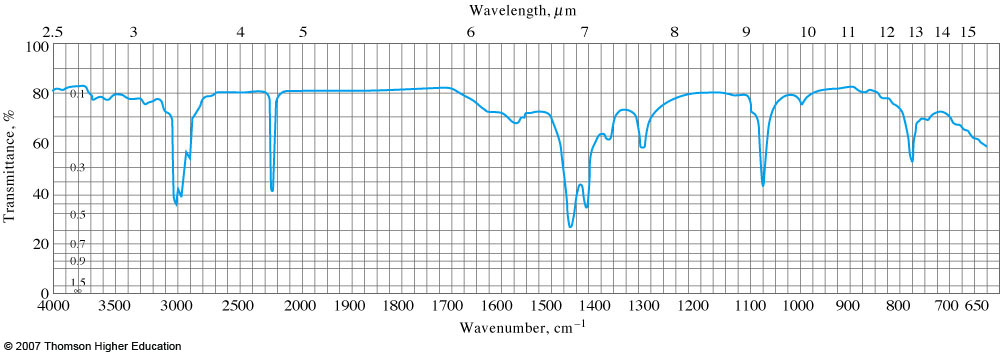 Wavelength, μm
2.5 3 4 5 6 7 8 9 10 11 12 13 14 15
100
80
60
40
20
0
Transmittance, %
0.1
0.3
0.5
0.7
0.9
1.5
∞
4000 3500 3000 2500 2000 1900 1800 1700 1600 1500 1400 1300 1200 1100 1000 900 800 700 650
Wavenumber, cm⁻¹
© 2007 Thomson Higher Education